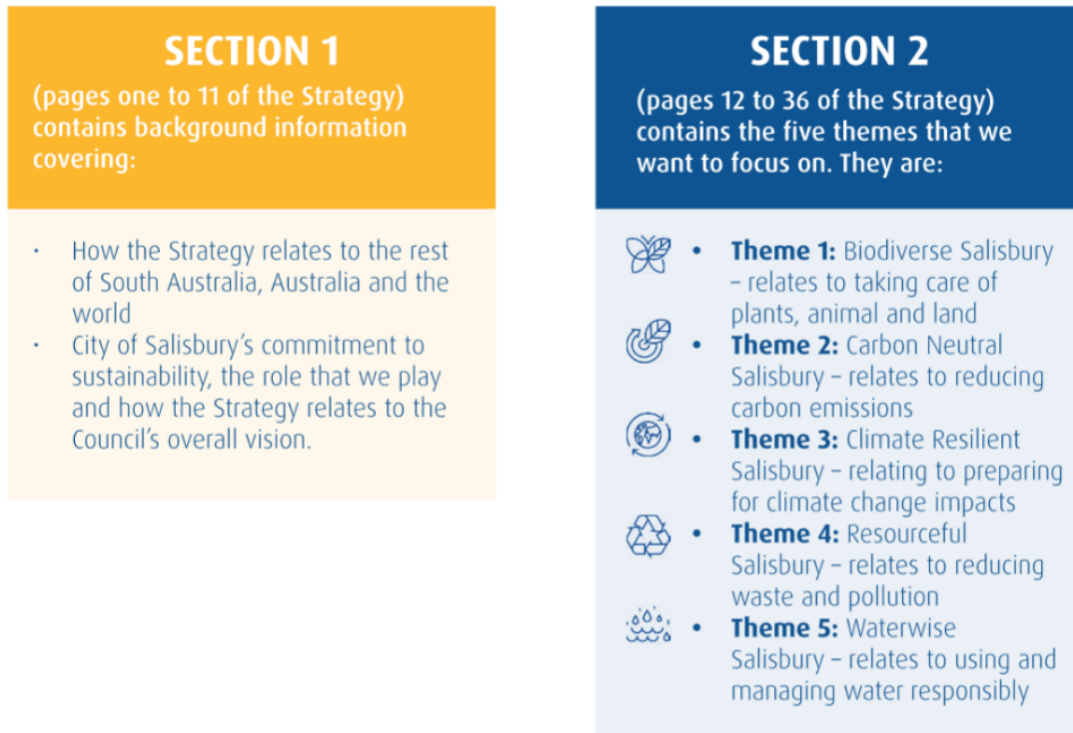 SECTION 1
(pages one to 11 of the Strategy)
contains background information
covering:
· How the Strategy relates to the rest
of South Australia, Australia and the
world
· City of Salisbury’s commitment to
sustainability, the role that we play
and how the Strategy relates to the
Council’s overall vision.
SECTION 2
(pages 12 to 36 of the Strategy)
contains the five themes that we
want to focus on. They are:
• Theme 1: Biodiverse Salisbury
– relates to taking care of
plants, animal and land
• Theme 2: Carbon Neutral
Salisbury – relates to reducing
carbon emissions
• Theme 3: Climate Resilient
Salisbury – relating to preparing
for climate change impacts
• Theme 4: Resourceful
Salisbury – relates to reducing
waste and pollution
• Theme 5: Waterwise
Salisbury – relates to using and
managing water responsibly